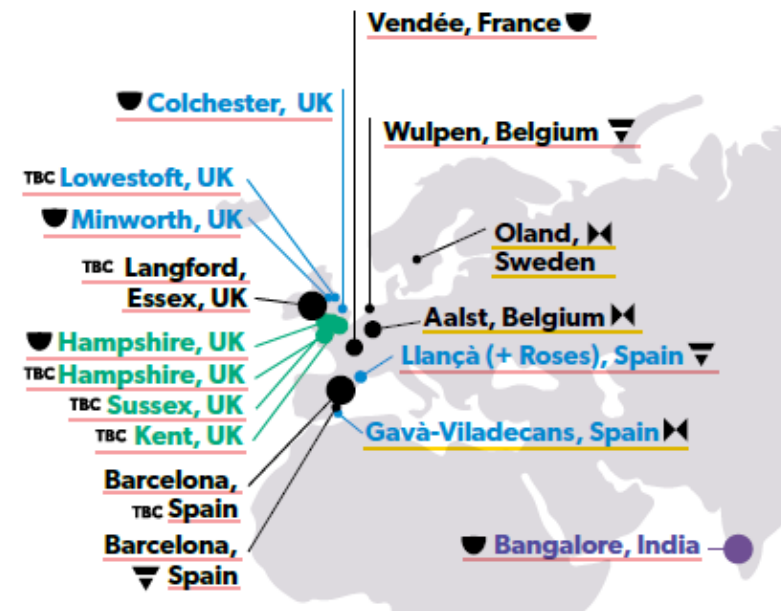 Vendée, France
Colchester, UK
Wulpen, Belgium
TBC Lowestoft, UK
Minworth, UK
Oland,
Sweden
TBC Langford,
Essex, UK
Aalst, Belgium
Hampshire, UK
Llançà (+ Roses), Spain
TBC Hampshire, UK
TBC Sussex, UK
TBC Kent, UK
Gavà-Viladecans, Spain
Barcelona,
TBC Spain
Barcelona,
Spain
Bangalore, India